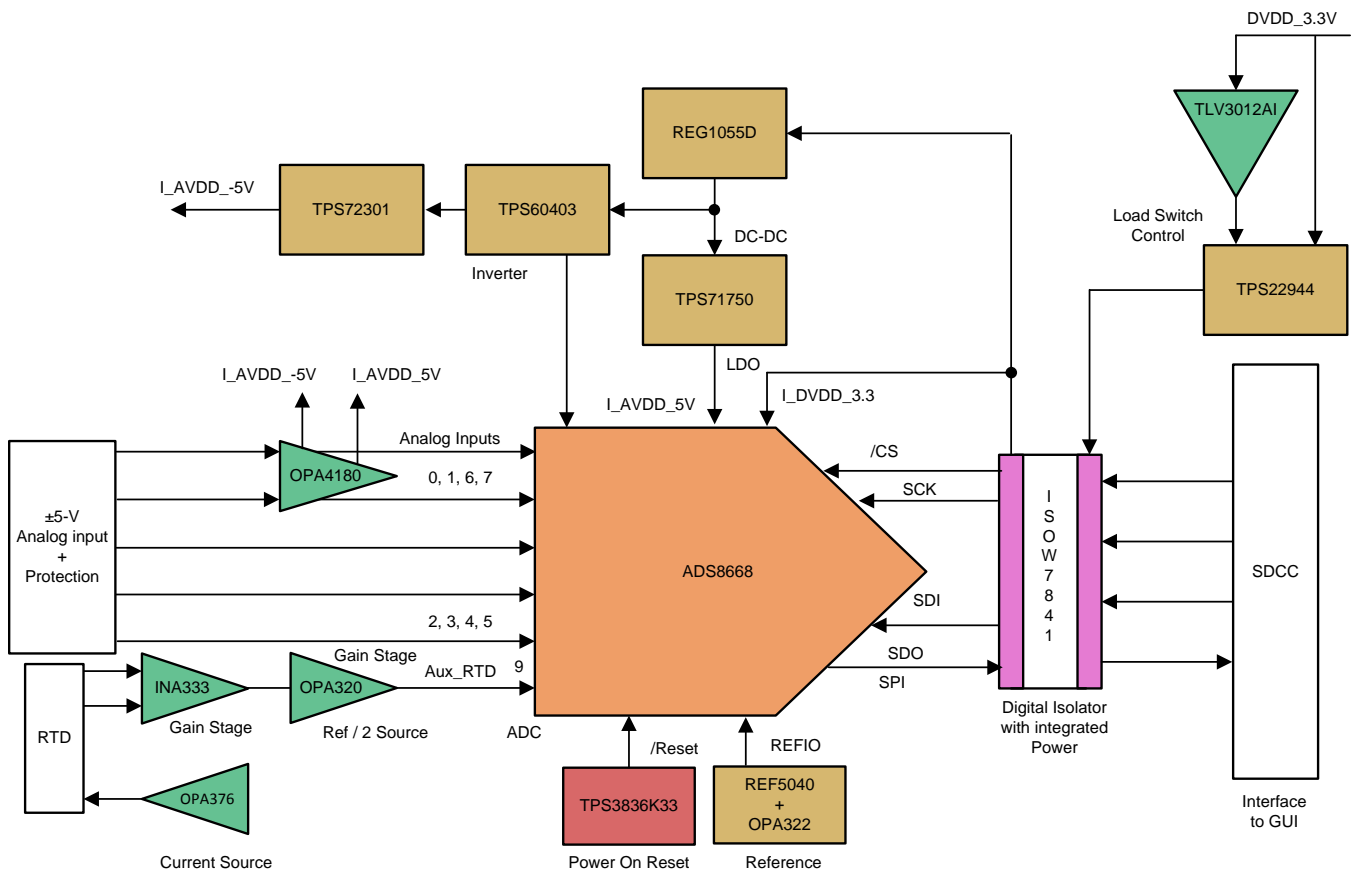 DVDD_3.3V
TLV3012AI
REG1055D
I_AVDD_-5V
TPS72301
TPS60403
DC-DC
Inverter
Load Switch
Control
TPS71750
TPS22944
LDO
I_AVDD_-5V
I_AVDD_5V
I_AVDD_5V
I_DVDD_3.3
Analog Inputs
OPA4180
0, 1, 6, 7
±5-V
Analog input
+
Protection
ADS8668
/CS
SCK
I
S
O
W
7
8
4
1
SDCC
SDI
2, 3, 4, 5
SDO
SPI
Gain Stage
Aux_RTD
9
INA333
OPA320
Gain Stage
Ref / 2 Source
ADC
RTD
Digital Isolator
with integrated
Power
/Reset
REFIO
OPA376
TPS3836K33
REF5040
+
OPA322
Interface
to GUI
Current Source
Power On Reset
Reference